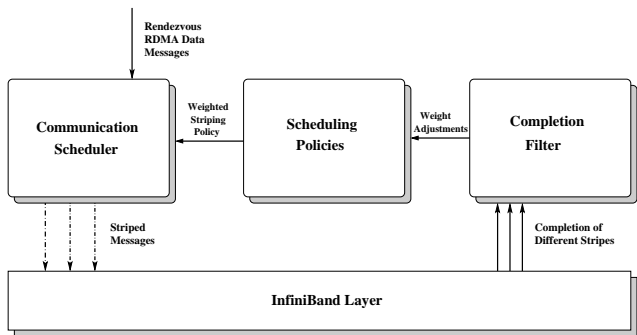 Rendezvous
RDMA Data
Messages
Communication
Scheduler
Weighted
Striping
Policy
Scheduling
Policies
Weight
Adjustments
Completion
Filter
Striped
Messages
Completion of
Different Stripes
InfiniBand Layer